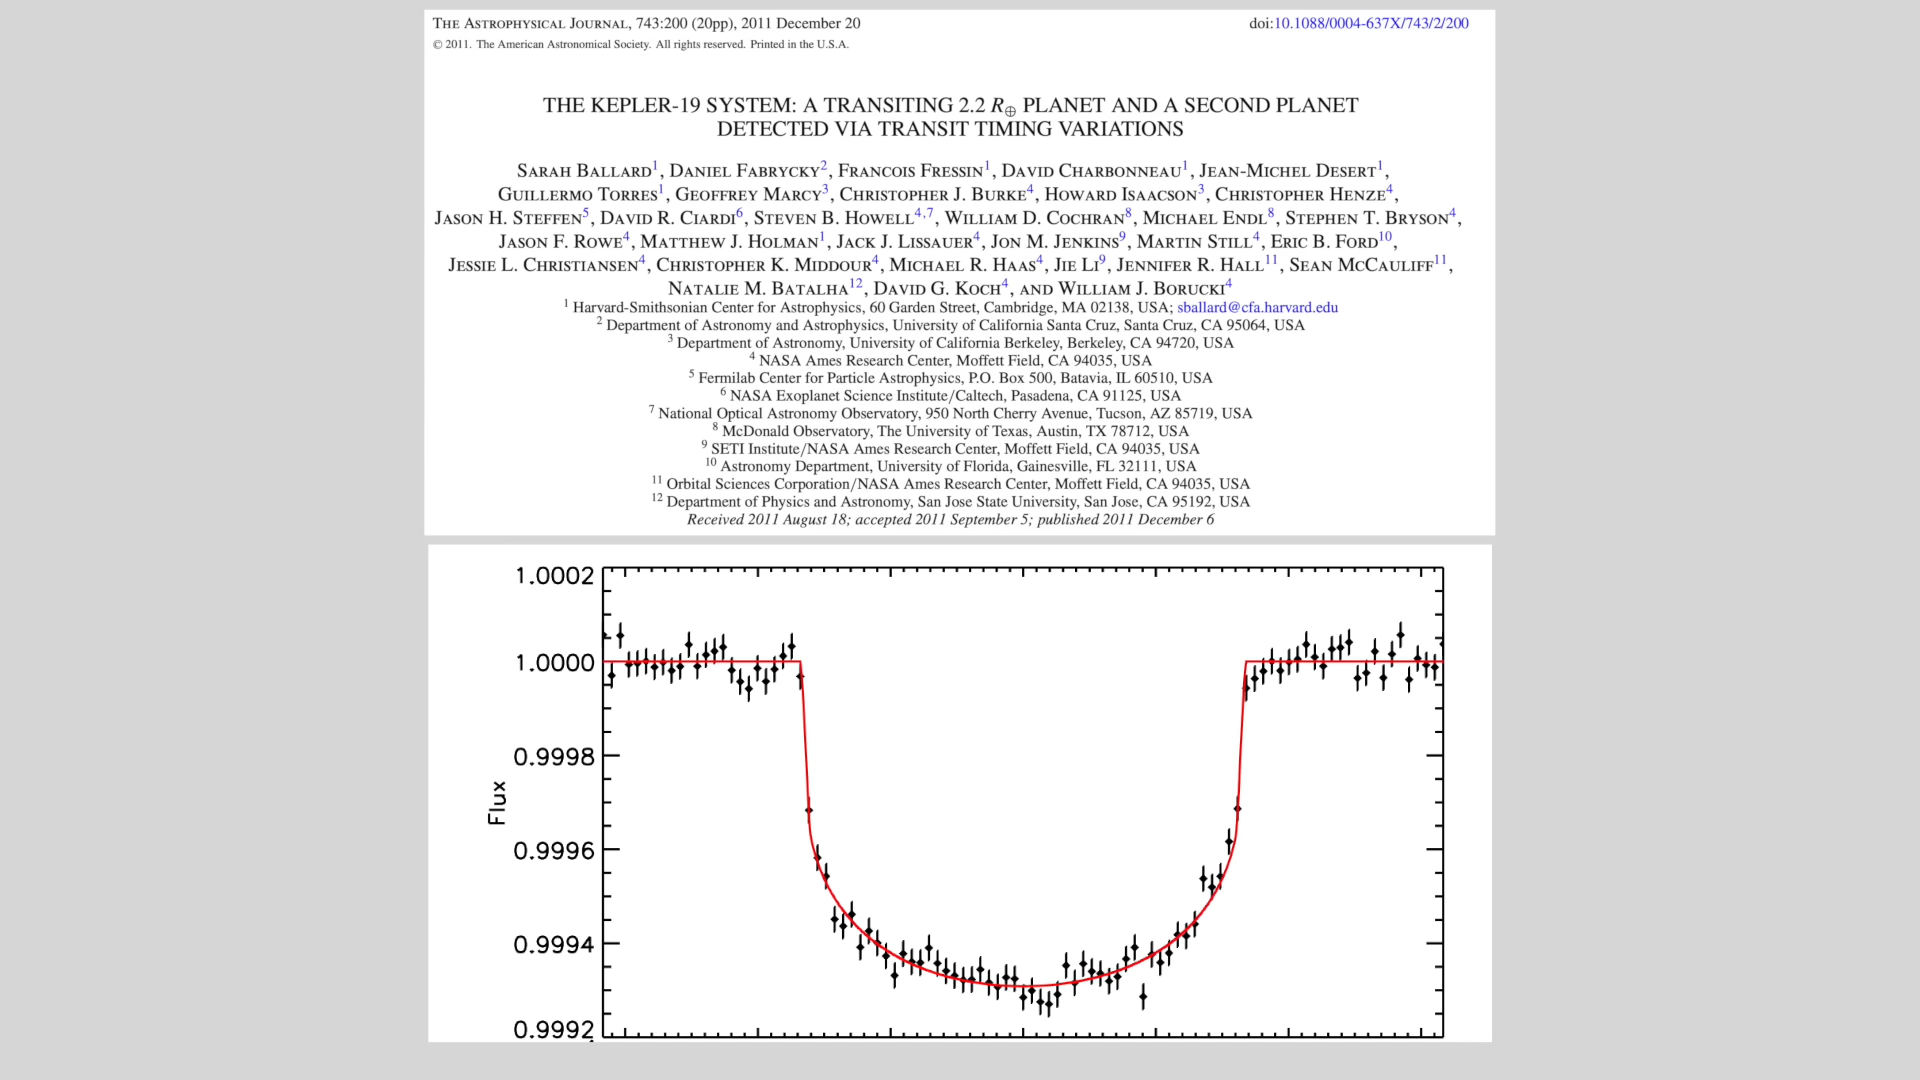 THE ASTROPHYSICAL JOURNAL, 743:200 (20pp), 2011 December 20
doi:10.1088/0004-637X/743/2/200
© 2011. The American Astronomical Society. All rights reserved. Printed in the U.S.A.
THE KEPLER-19 SYSTEM: A TRANSITING 2.2 R⊕ PLANET AND A SECOND PLANET
DETECTED VIA TRANSIT TIMING VARIATIONS
SARAH BALLARD1, DANIEL FABRYCKY2, FRANCOIS FRESSIN1, DAVID CHARBONNEAU1, JEAN-MICHEL DESERT1,
GUILLERMO TORRES1, GEOFFREY MARCY3, CHRISTOPHER J. BURKE4, HOWARD ISAACSON3, CHRISTOPHER HENZE4,
JASON H. STEFFEN5, DAVID R. CIARDI6, STEVEN B. HOWELL4,7, WILLIAM D. COCHRAN8, MICHAEL ENDL8, STEPHEN T. BRYSON4,
JASON F. ROWE4, MATTHEW J. HOLMAN1, JACK J. LISSAUER4, JON M. JENKINS9, MARTIN STILL4, ERIC B. FORD10,
JESSIE L. CHRISTIANSEN4, CHRISTOPHER K. MIDDOUR4, MICHAEL R. HAAS4, JIE LI9, JENNIFER R. HALL11, SEAN MCCAULIFF11,
NATALIE M. BATALHA12, DAVID G. KOCH4, AND WILLIAM J. BORUCKI4
1 Harvard-Smithsonian Center for Astrophysics, 60 Garden Street, Cambridge, MA 02138, USA; sballard@cfa.harvard.edu
2 Department of Astronomy and Astrophysics, University of California Santa Cruz, Santa Cruz, CA 95064, USA
3 Department of Astronomy, University of California Berkeley, Berkeley, CA 94720, USA
4 NASA Ames Research Center, Moffett Field, CA 94035, USA
5 Fermilab Center for Particle Astrophysics, P.O. Box 500, Batavia, IL 60510, USA
6 NASA Exoplanet Science Institute/Caltech, Pasadena, CA 91125, USA
7 National Optical Astronomy Observatory, 950 North Cherry Avenue, Tucson, AZ 85719, USA
8 McDonald Observatory, The University of Texas, Austin, TX 78712, USA
9 SETI Institute/NASA Ames Research Center, Moffett Field, CA 94035, USA
10 Astronomy Department, University of Florida, Gainesville, FL 32111, USA
11 Orbital Sciences Corporation/NASA Ames Research Center, Moffett Field, CA 94035, USA
12 Department of Physics and Astronomy, San Jose State University, San Jose, CA 95192, USA
Received 2011 August 18; accepted 2011 September 5; published 2011 December 6
1.0002
1.0000
0.9998
Flux
0.9996
0.9994
0.9992